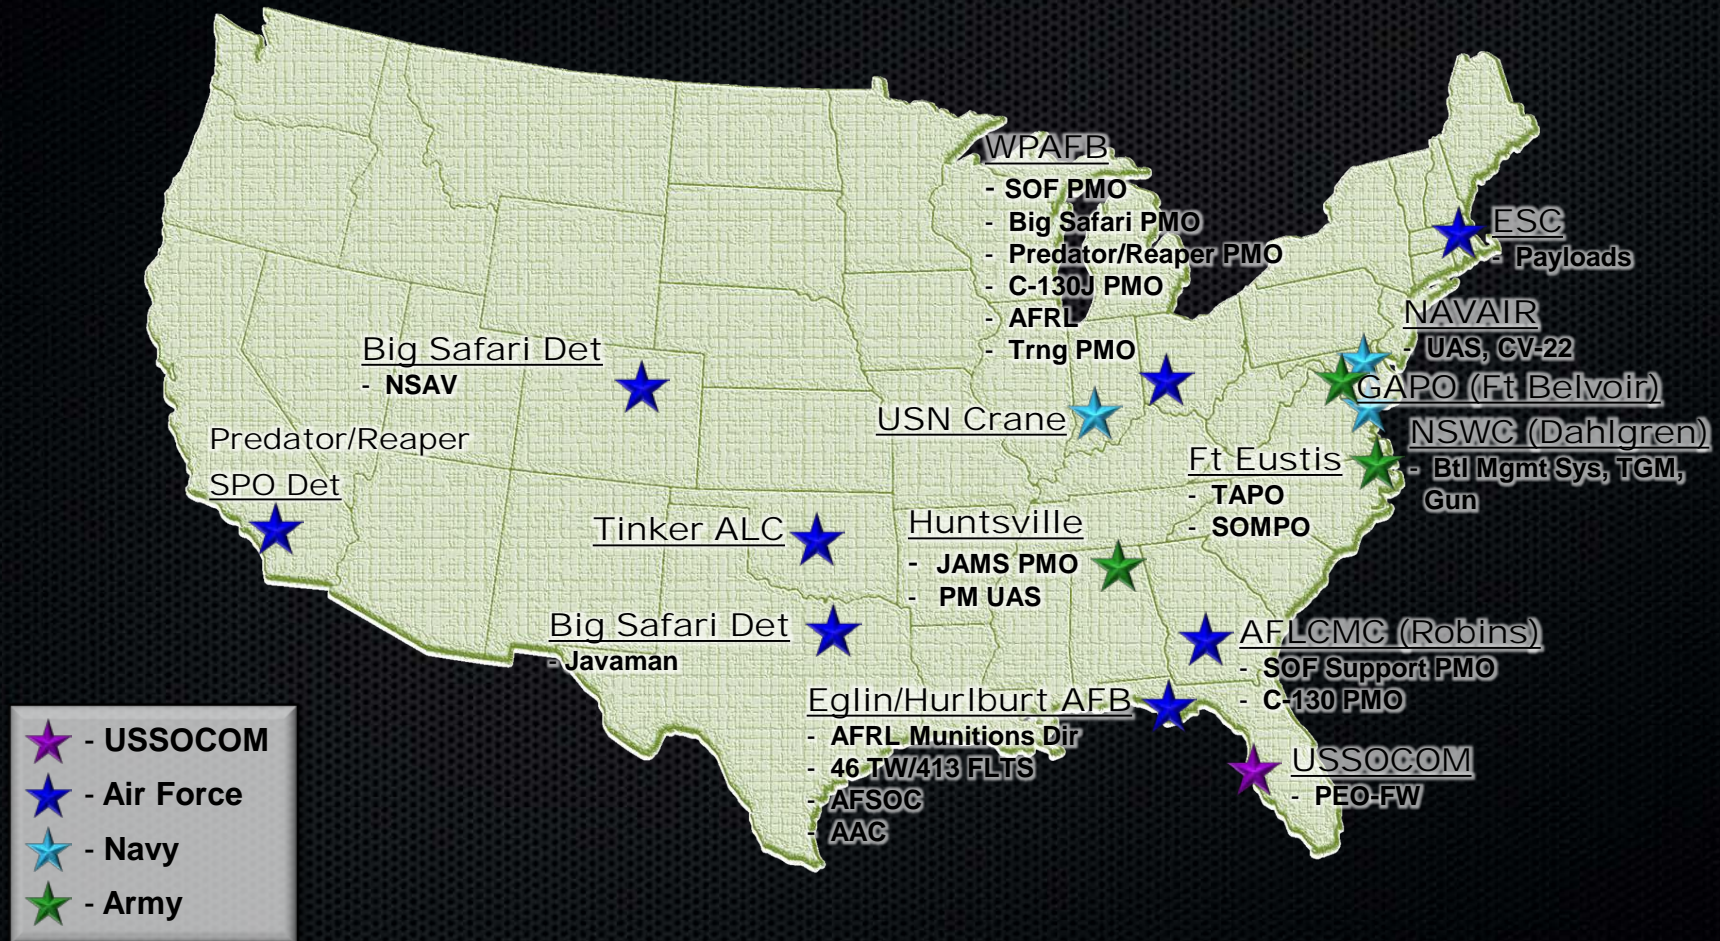 WPAFB
- SOF PMO
- Big Safari PMO
- Predator/Reaper PMO
- C-130J PMO
- AFRL
- Trng PMO
ESC
- Payloads
NAVAIR
- UAS, CV-22
GAPO (Ft Belvoir)
NSWC (Dahlgren)
- Btl Mgmt Sys, TGM,
Gun
Big Safari Det
- NSAV
USN Crane
Predator/Reaper
SPO Det
Ft Eustis
- TAPO
- SOMPO
Tinker ALC
Huntsville
- JAMS PMO
- PM UAS
Big Safari Det
- Javaman
AFLCMC (Robins)
- SOF Support PMO
- C-130 PMO
Eglin/Hurlburt AFB
- AFRL Munitions Dir
- 46 TW/413 FLTS
- AFSOC
- AAC
USSOCOM
- PEO-FW
- USSOCOM
- Air Force
- Navy
- Army